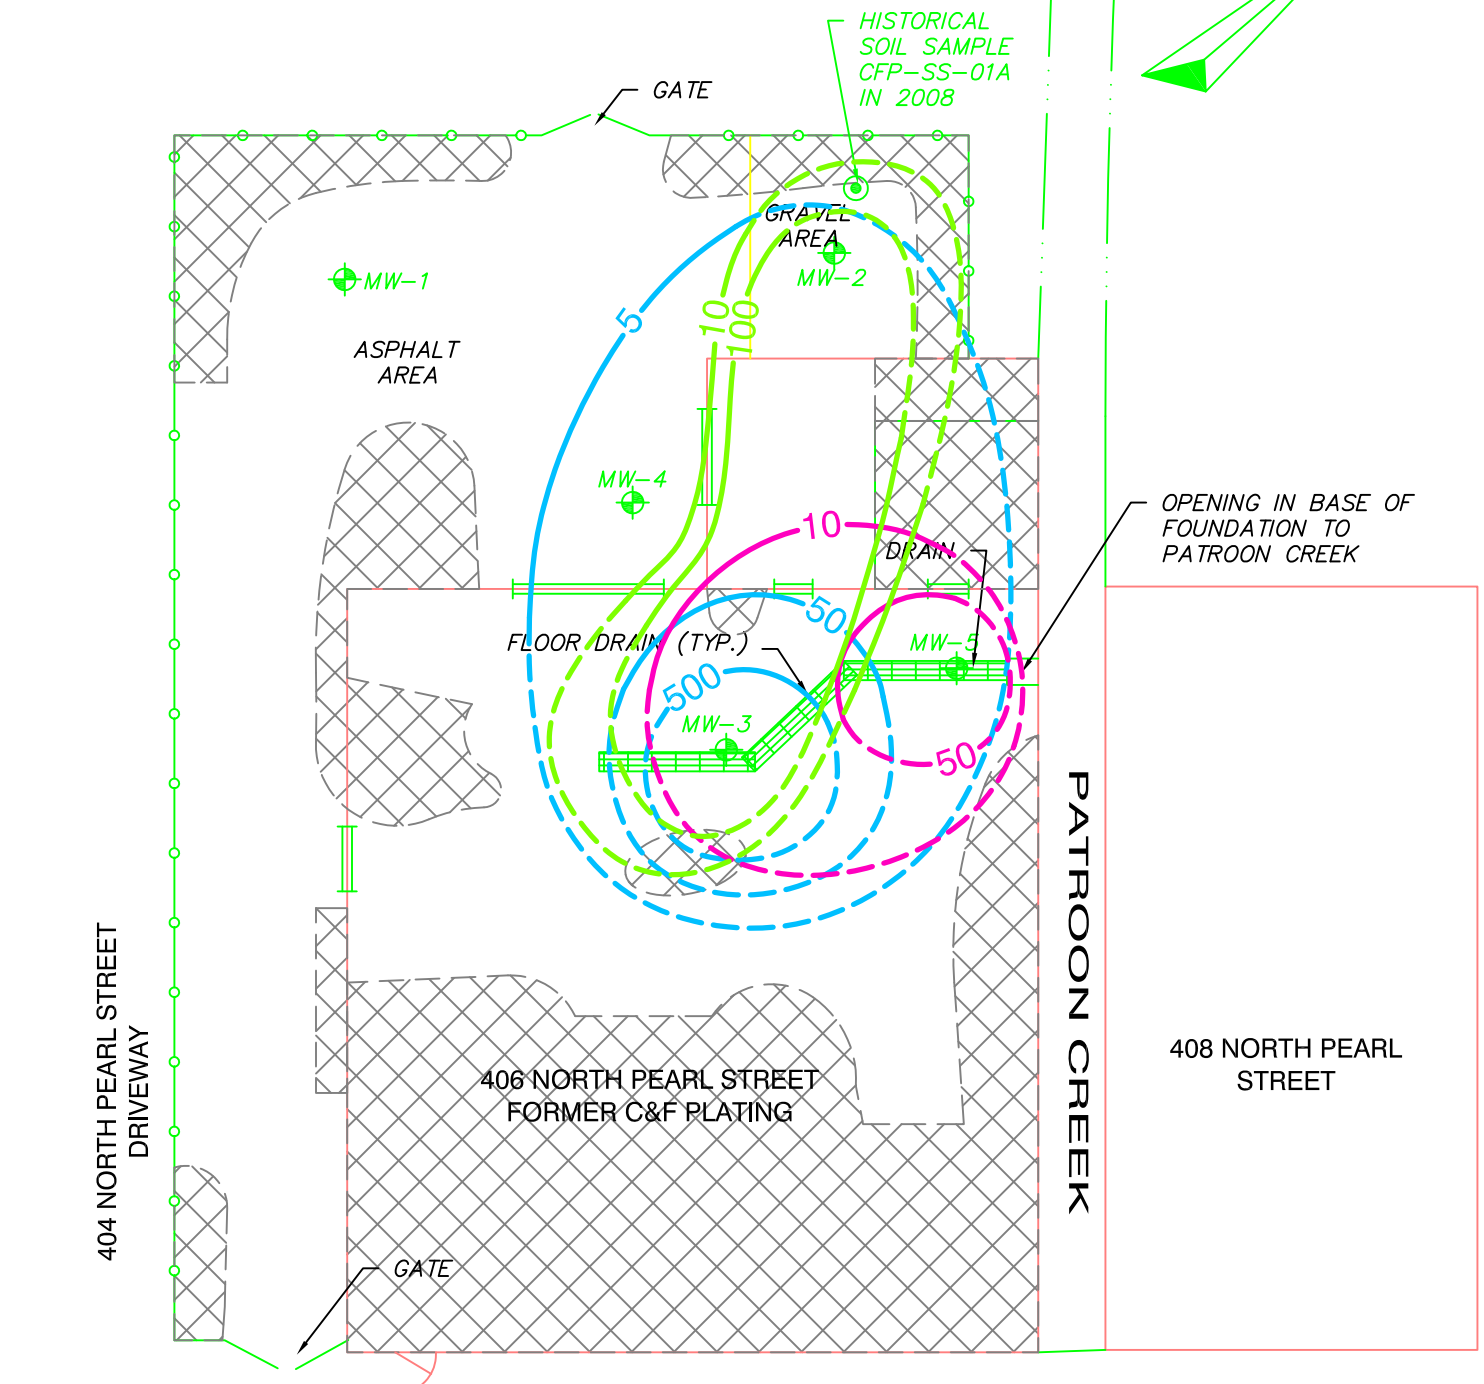 HISTORICAL
SOIL SAMPLE
CFP-SS-01A
IN 2008
GATE
GRAVEL
AREA
MW-2
MW-1
5
10
100
ASPHALT
AREA
MW-4
10
OPENING IN BASE OF
FOUNDATION TO
PATROON CREEK
DRAIN
50
FLOOR DRAIN (TYP.)
MW-5
500
MW-3
50
PATROON CREEK
404 NORTH PEARL STREET
DRIVEWAY
406 NORTH PEARL STREET
FORMER C&F PLATING
408 NORTH PEARL
STREET
GATE